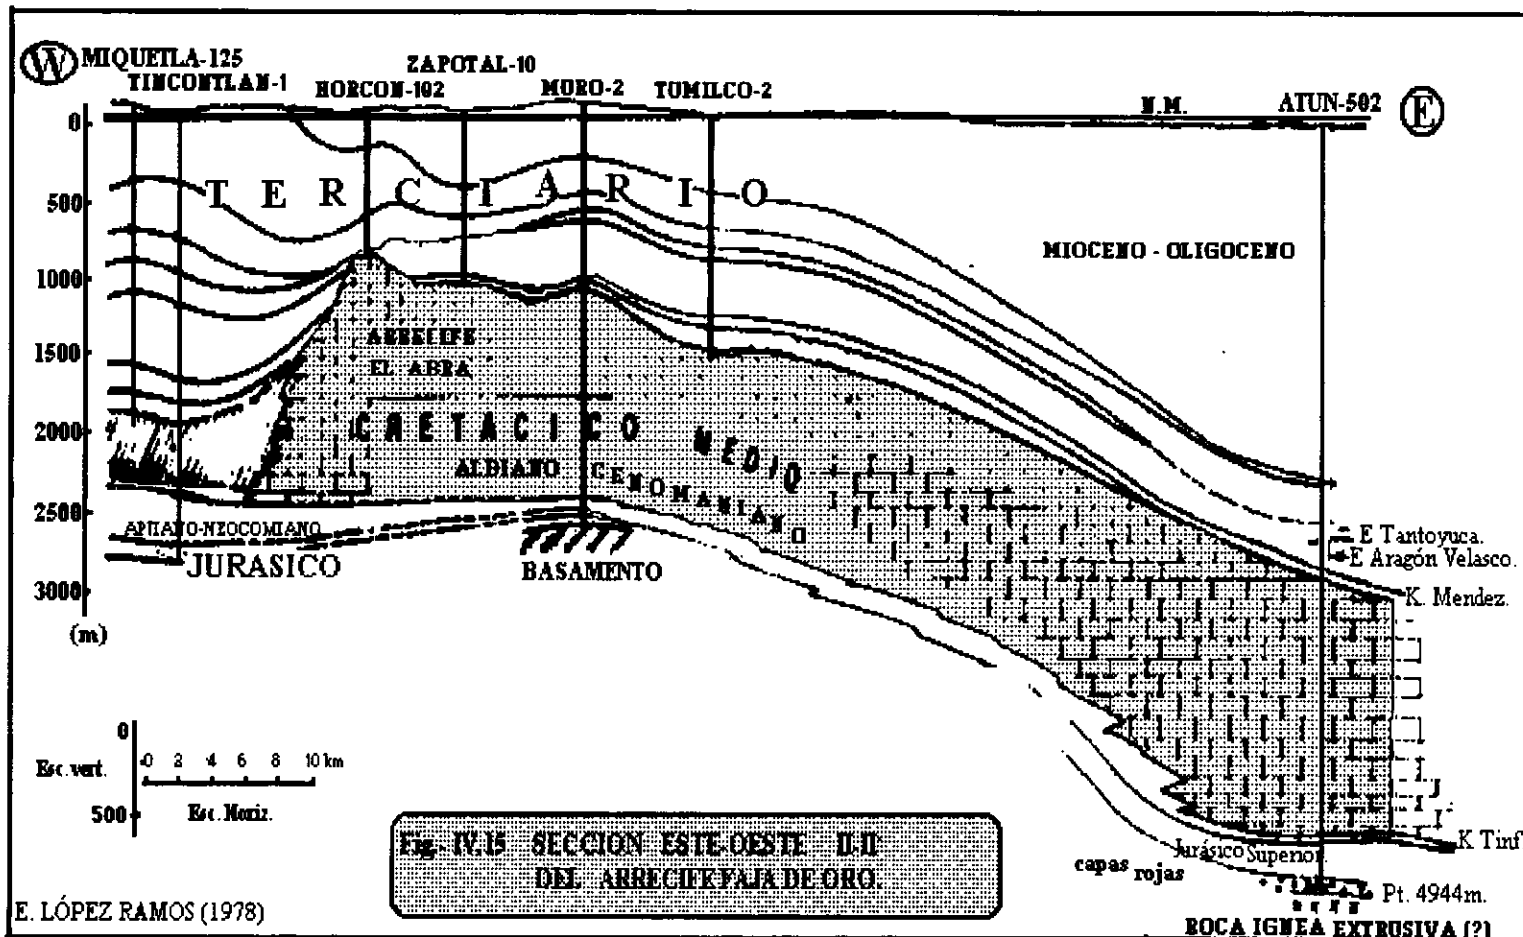 W MIQUETLA-125
TINCONTLAN-1
HORCON-102
ZAPOTAL-10
MORO-2
TUMILCO-2
N.M.
ATUN-502
E
0
500
1000
1500
2000
2500
3000
(m)
TERCIARIO
MIOCENO - OLIGOCENO
ARRECIFE
EL ABRA
CRETACICO MEDIO
ALBIANO CENOMANIANO
APTIANO-NEOCOMIANO
JURASICO
BASAMENTO
E Tantoyuca.
E Aragón Velasco.
K. Mendez.
0
Esc. vert.
500
0 2 4 6 8 10 km
Esc. Horiz.
Fig.- IV.15 SECCION ESTE-OESTE II-II
DEL ARRECIFE FAJA DE ORO.
Jurásico Superior.
capas rojas
K Tinf
Pt. 4944m.
ROCA IGNEA EXTRUSIVA (?)
E. LÓPEZ RAMOS (1978)